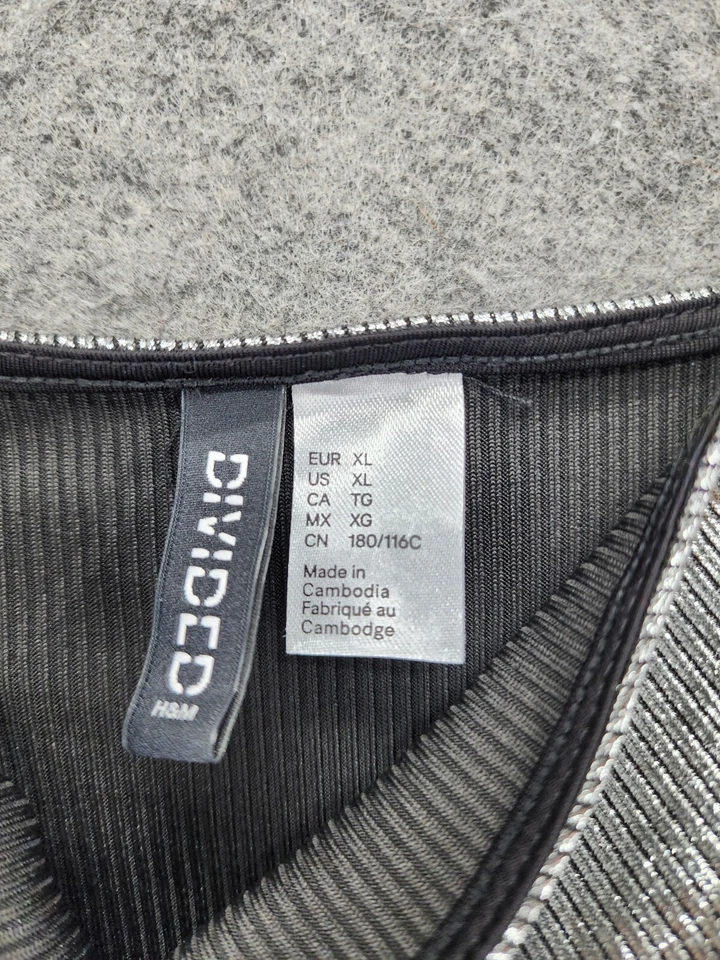 DIVIDED
H&M
EUR XL
US XL
CA TG
MX XG
CN 180/116C
Made in
Cambodia
Fabriqué au
Cambodge